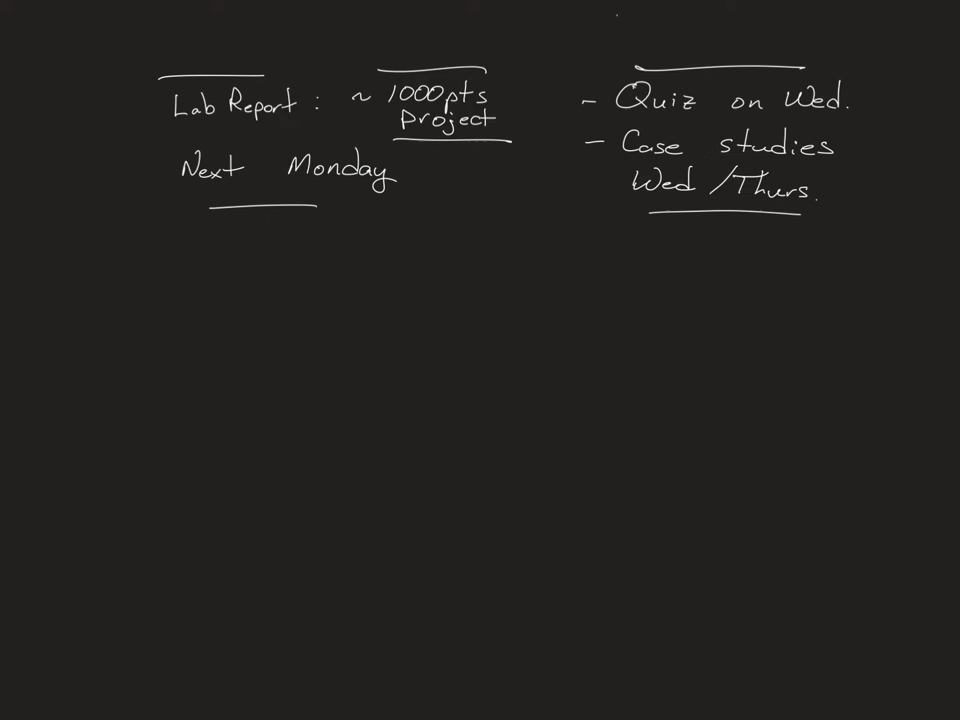 Lab Report : ~ 1000pts
Project
Next Monday
- Quiz on Wed.
- Case studies
Wed /Thurs.